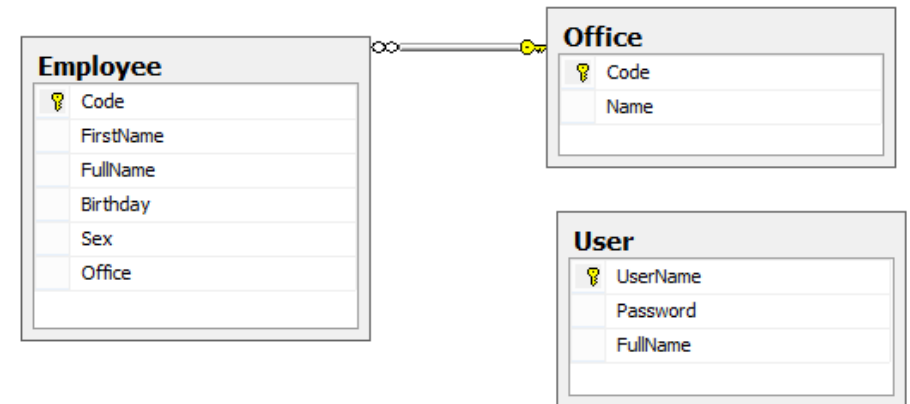 Employee
Code
FirstName
FullName
Birthday
Sex
Office
Office
Code
Name
User
UserName
Password
FullName